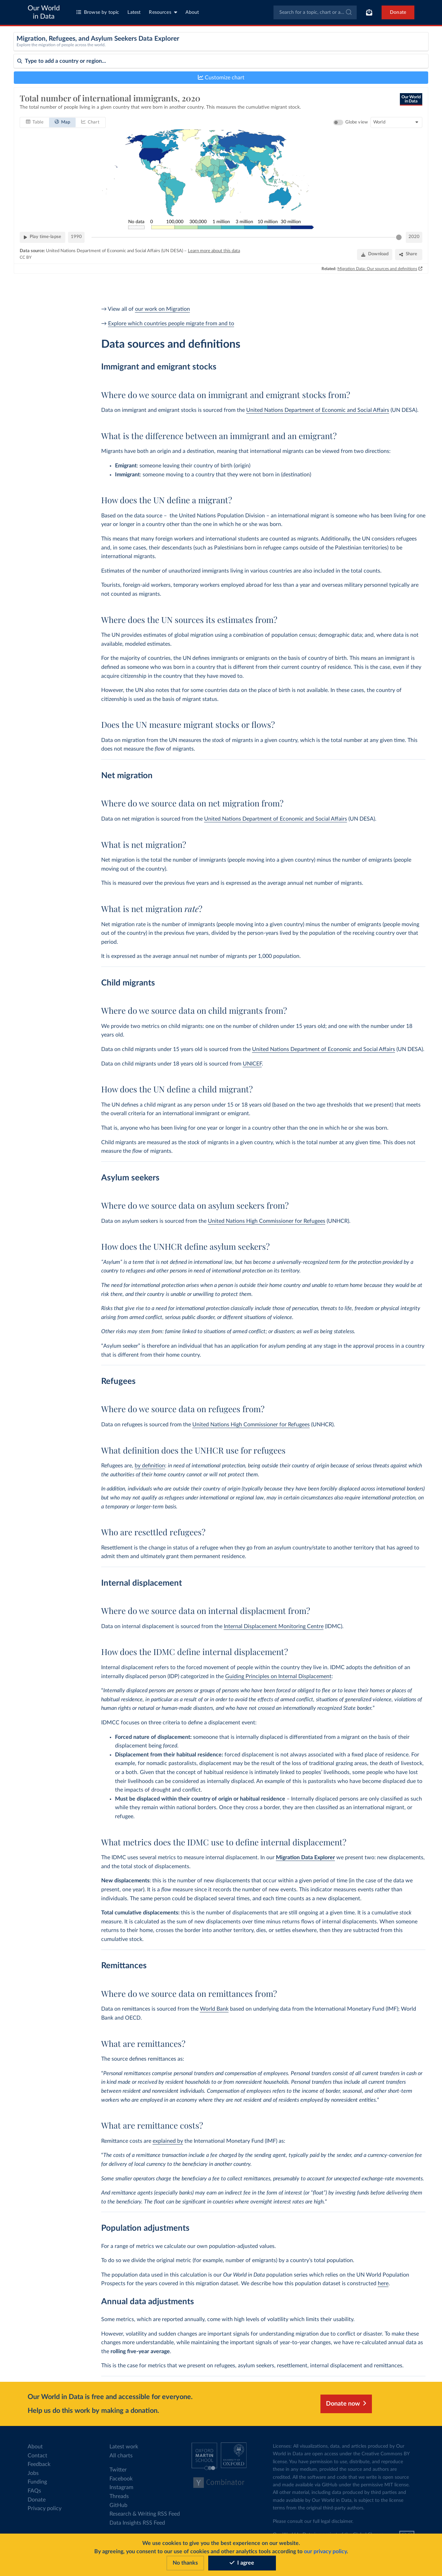 Our World
in Data
Browse by topic
Latest
Resources
About
Search for a topic, chart or a...
Donate
Migration, Refugees, and Asylum Seekers Data Explorer
Explore the migration of people across the world.
Type to add a country or region...
Customize chart
Total number of international immigrants, 2020
The total number of people living in a given country that were born in another country. This measures the cumulative migrant stock.
Our World
in Data
Table
Map
Chart
Globe view
World
No data 0 100,000 300,000 1 million 3 million 10 million 30 million
Play time-lapse
1990
2020
Data source: United Nations Department of Economic and Social Affairs (UN DESA) – Learn more about this data
CC BY
Download
Share
Related: Migration Data: Our sources and definitions
→ View all of our work on Migration
→ Explore which countries people migrate from and to
Data sources and definitions
Immigrant and emigrant stocks
Where do we source data on immigrant and emigrant stocks from?
Data on immigrant and emigrant stocks is sourced from the United Nations Department of Economic and Social Affairs (UN DESA).
What is the difference between an immigrant and an emigrant?
Migrants have both an origin and a destination, meaning that international migrants can be viewed from two directions:
Emigrant: someone leaving their country of birth (origin)
Immigrant: someone moving to a country that they were not born in (destination)
How does the UN define a migrant?
Based on the data source – the United Nations Population Division – an international migrant is someone who has been living for one
year or longer in a country other than the one in which he or she was born.
This means that many foreign workers and international students are counted as migrants. Additionally, the UN considers refugees
and, in some cases, their descendants (such as Palestinians born in refugee camps outside of the Palestinian territories) to be
international migrants.
Estimates of the number of unauthorized immigrants living in various countries are also included in the total counts.
Tourists, foreign-aid workers, temporary workers employed abroad for less than a year and overseas military personnel typically are
not counted as migrants.
Where does the UN sources its estimates from?
The UN provides estimates of global migration using a combination of population census; demographic data; and, where data is not
available, modeled estimates.
For the majority of countries, the UN defines immigrants or emigrants on the basis of country of birth. This means an immigrant is
defined as someone who was born in a country that is different from their current country of residence. This is the case, even if they
acquire citizenship in the country that they have moved to.
However, the UN also notes that for some countries data on the place of birth is not available. In these cases, the country of
citizenship is used as the basis of migrant status.
Does the UN measure migrant stocks or flows?
Data on migration from the UN measures the stock of migrants in a given country, which is the total number at any given time. This
does not measure the flow of migrants.
Net migration
Where do we source data on net migration from?
Data on net migration is sourced from the United Nations Department of Economic and Social Affairs (UN DESA).
What is net migration?
Net migration is the total the number of immigrants (people moving into a given country) minus the number of emigrants (people
moving out of the country).
This is measured over the previous five years and is expressed as the average annual net number of migrants.
What is net migration rate?
Net migration rate is the number of immigrants (people moving into a given country) minus the number of emigrants (people moving
out of the country) in the previous five years, divided by the person-years lived by the population of the receiving country over that
period.
It is expressed as the average annual net number of migrants per 1,000 population.
Child migrants
Where do we source data on child migrants from?
We provide two metrics on child migrants: one on the number of children under 15 years old; and one with the number under 18
years old.
Data on child migrants under 15 years old is sourced from the United Nations Department of Economic and Social Affairs (UN DESA).
Data on child migrants under 18 years old is sourced from UNICEF.
How does the UN define a child migrant?
The UN defines a child migrant as any person under 15 or 18 years old (based on the two age thresholds that we present) that meets
the overall criteria for an international immigrant or emigrant.
That is, anyone who has been living for one year or longer in a country other than the one in which he or she was born.
Child migrants are measured as the stock of migrants in a given country, which is the total number at any given time. This does not
measure the flow of migrants.
Asylum seekers
Where do we source data on asylum seekers from?
Data on asylum seekers is sourced from the United Nations High Commissioner for Refugees (UNHCR).
How does the UNHCR define asylum seekers?
"Asylum" is a term that is not defined in international law, but has become a universally-recognized term for the protection provided by a
country to refugees and other persons in need of international protection on its territory.
The need for international protection arises when a person is outside their home country and unable to return home because they would be at
risk there, and their country is unable or unwilling to protect them.
Risks that give rise to a need for international protection classically include those of persecution, threats to life, freedom or physical integrity
arising from armed conflict, serious public disorder, or different situations of violence.
Other risks may stem from: famine linked to situations of armed conflict; or disasters; as well as being stateless.
"Asylum seeker" is therefore an individual that has an application for asylum pending at any stage in the approval process in a country
that is different from their home country.
Refugees
Where do we source data on refugees from?
Data on refugees is sourced from the United Nations High Commissioner for Refugees (UNHCR).
What definition does the UNHCR use for refugees
Refugees are, by definition: in need of international protection, being outside their country of origin because of serious threats against which
the authorities of their home country cannot or will not protect them.
In addition, individuals who are outside their country of origin (typically because they have been forcibly displaced across international borders)
but who may not qualify as refugees under international or regional law, may in certain circumstances also require international protection, on
a temporary or longer-term basis.
Who are resettled refugees?
Resettlement is the change in status of a refugee when they go from an asylum country/state to another territory that has agreed to
admit them and ultimately grant them permanent residence.
Internal displacement
Where do we source data on internal displacment from?
Data on internal displacement is sourced from the Internal Displacement Monitoring Centre (IDMC).
How does the IDMC define internal displacement?
Internal displacement refers to the forced movement of people within the country they live in. IDMC adopts the definition of an
internally displaced person (IDP) categorized in the Guiding Principles on Internal Displacement:
"Internally displaced persons are persons or groups of persons who have been forced or obliged to flee or to leave their homes or places of
habitual residence, in particular as a result of or in order to avoid the effects of armed conflict, situations of generalized violence, violations of
human rights or natural or human-made disasters, and who have not crossed an internationally recognized State border."
IDMCC focuses on three criteria to define a displacement event:
Forced nature of displacement: someone that is internally displaced is differentiated from a migrant on the basis of their
displacement being forced.
Displacement from their habitual residence: forced displacement is not always associated with a fixed place of residence. For
example, for nomadic pastoralists, displacement may be the result of the loss of traditional grazing areas, the death of livestock,
or a both. Given that the concept of habitual residence is intimately linked to peoples' livelihoods, some people who have lost
their livelihoods can be considered as internally displaced. An example of this is pastoralists who have become displaced due to
the impacts of drought and conflict.
Must be displaced within their country of origin or habitual residence – Internally displaced persons are only classified as such
while they remain within national borders. Once they cross a border, they are then classified as an international migrant, or
refugee.
What metrics does the IDMC use to define internal displacement?
The IDMC uses several metrics to measure internal displacement. In our Migration Data Explorer we present two: new displacements,
and the total stock of displacements.
New displacements: this is the number of new displacements that occur within a given period of time (in the case of the data we
present, one year). It is a flow measure since it records the number of new events. This indicator measures events rather than
individuals. The same person could be displaced several times, and each time counts as a new displacement.
Total cumulative displacements: this is the number of displacements that are still ongoing at a given time. It is a cumulative stock
measure. It is calculated as the sum of new displacements over time minus returns flows of internal displacements. When someone
returns to their home, crosses the border into another territory, dies, or settles elsewhere, then they are subtracted from this
cumulative stock.
Remittances
Where do we source data on remittances from?
Data on remittances is sourced from the World Bank based on underlying data from the International Monetary Fund (IMF); World
Bank and OECD.
What are remittances?
The source defines remittances as:
"Personal remittances comprise personal transfers and compensation of employees. Personal transfers consist of all current transfers in cash or
in kind made or received by resident households to or from nonresident households. Personal transfers thus include all current transfers
between resident and nonresident individuals. Compensation of employees refers to the income of border, seasonal, and other short-term
workers who are employed in an economy where they are not resident and of residents employed by nonresident entities."
What are remittance costs?
Remittance costs are explained by the International Monetary Fund (IMF) as:
"The costs of a remittance transaction include a fee charged by the sending agent, typically paid by the sender, and a currency-conversion fee
for delivery of local currency to the beneficiary in another country.
Some smaller operators charge the beneficiary a fee to collect remittances, presumably to account for unexpected exchange-rate movements.
And remittance agents (especially banks) may earn an indirect fee in the form of interest (or "float") by investing funds before delivering them
to the beneficiary. The float can be significant in countries where overnight interest rates are high."
Population adjustments
For a range of metrics we calculate our own population-adjusted values.
To do so we divide the original metric (for example, number of emigrants) by a country's total population.
The population data used in this calculation is our Our World in Data population series which relies on the UN World Population
Prospects for the years covered in this migration dataset. We describe how this population dataset is constructed here.
Annual data adjustments
Some metrics, which are reported annually, come with high levels of volatility which limits their usability.
However, volatility and sudden changes are important signals for understanding migration due to conflict or disaster. To make these
changes more understandable, while maintaining the important signals of year-to-year changes, we have re-calculated annual data as
the rolling five-year average.
This is the case for metrics that we present on refugees, asylum seekers, resettlement, internal displacement and remittances.
Our World in Data is free and accessible for everyone.
Help us do this work by making a donation.
Donate now
About
Contact
Feedback
Jobs
Funding
FAQs
Donate
Privacy policy
Latest work
All charts
Twitter
Facebook
Instagram
Threads
GitHub
Research & Writing RSS Feed
Data Insights RSS Feed
OXFORD
MARTIN
SCHOOL
UNIVERSITY OF
OXFORD
Y Combinator
Licenses: All visualizations, data, and articles produced by Our
World in Data are open access under the Creative Commons BY
license. You have permission to use, distribute, and reproduce
these in any medium, provided the source and authors are
credited. All the software and code that we write is open source
and made available via GitHub under the permissive MIT license.
All other material, including data produced by third parties and
made available by Our World in Data, is subject to the license
terms from the original third-party authors.
Please consult our full legal disclaimer.
We use cookies to give you the best experience on our website.
By agreeing, you consent to our use of cookies and other analytics tools according to our privacy policy.
No thanks
I agree